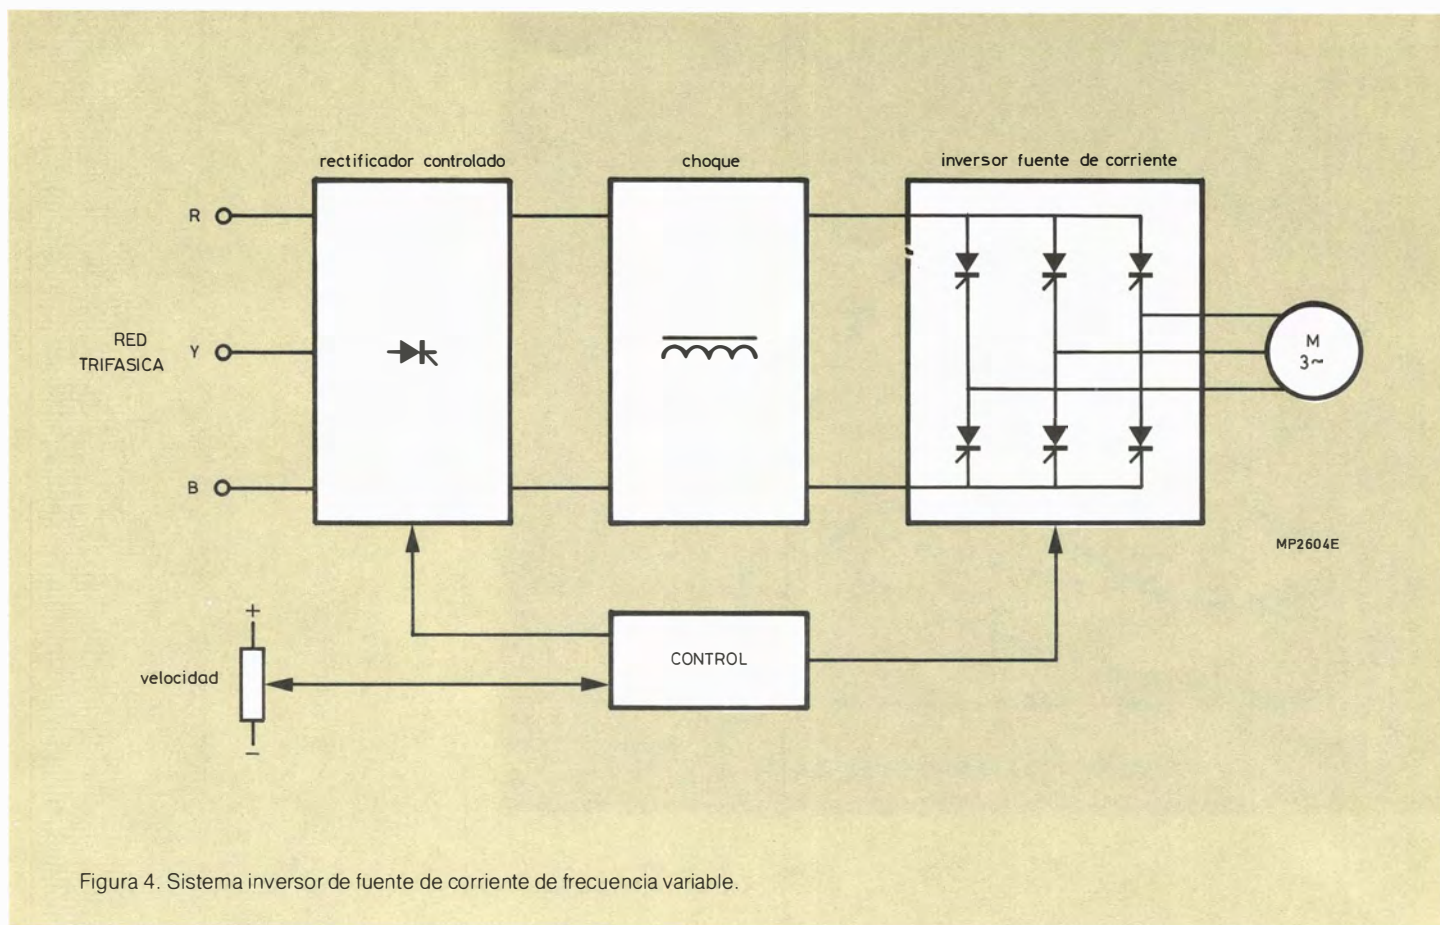 rectificador controlado
choque
inversor fuente de corriente
R
RED
TRIFASICA
Y
B
M
3~
MP2604E
+
velocidad
−
CONTROL
Figura 4. Sistema inversor de fuente de corriente de frecuencia variable.